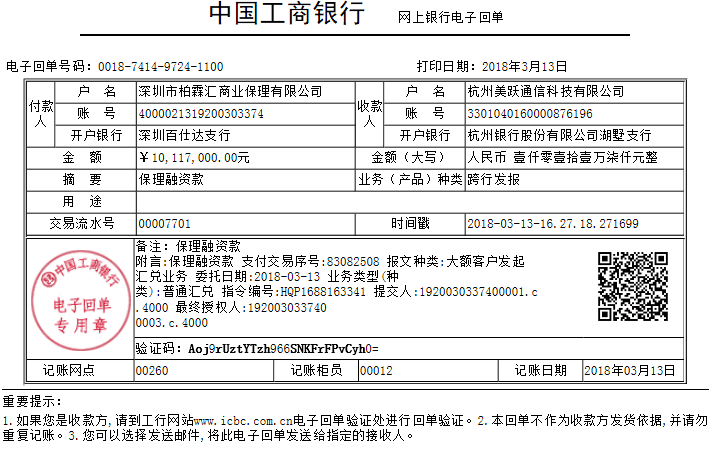 中国工商银行 网上银行电子回单
电子回单号码: 0018-7414-9724-1100 打印日期: 2018年3月13日
付款人 户 名 深圳市柏霖汇商业保理有限公司 收款人 户 名 杭州美跃通信科技有限公司
账 号 4000021319200303374 账 号 3301040160000876196
开户银行 深圳百仕达支行 开户银行 杭州银行股份有限公司湖墅支行
金 额 ￥10,117,000.00元 金额（大写） 人民币 壹仟零壹拾壹万柒仟元整
摘 要 保理融资款 业务（产品）种类 跨行发报
用 途
交易流水号 00007701 时间戳 2018-03-13-16.27.18.271699
中国工商银行
电子回单
专用章
备注: 保理融资款
附言:保理融资款 支付交易序号:83082508 报文种类:大额客户发起
汇兑业务 委托日期:2018-03-13 业务类型(种
类):普通汇兑 指令编号:HQP1688163341 提交人:1920030337400001.c
.4000 最终授权人:192003033740
0003.c.4000
验证码: Aoj9rUztYTzh966SNKFrFPvCyh0=
记账网点 00260 记账柜员 00012 记账日期 2018年03月13日
重要提示:
1.如果您是收款方,请到工行网站www.icbc.com.cn电子回单验证处进行回单验证。2.本回单不作为收款方发货依据,并请勿
重复记账。3.您可以选择发送邮件,将此电子回单发送给指定的接收人。